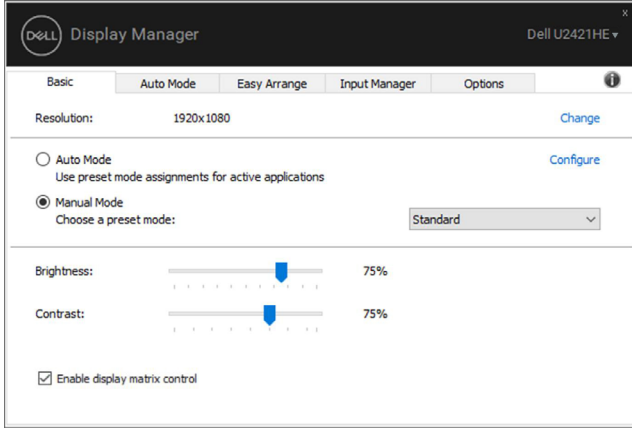 x
DELL Display Manager Dell U2421HE
Basic Auto Mode Easy Arrange Input Manager Options i
Resolution: 1920x1080 Change
Auto Mode Configure
Use preset mode assignments for active applications
Manual Mode
Choose a preset mode: Standard
Brightness: 75%
Contrast: 75%
Enable display matrix control